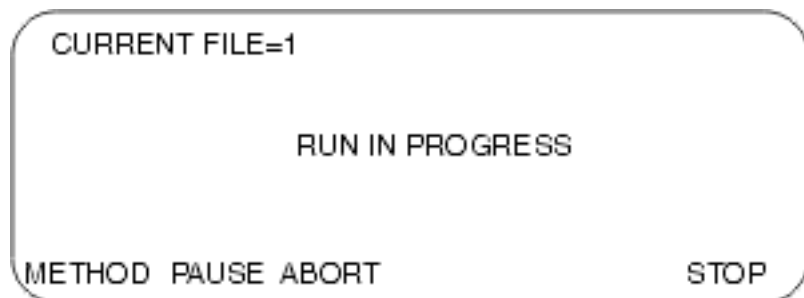 CURRENT FILE=1
RUN IN PROGRESS
METHOD PAUSE ABORT STOP